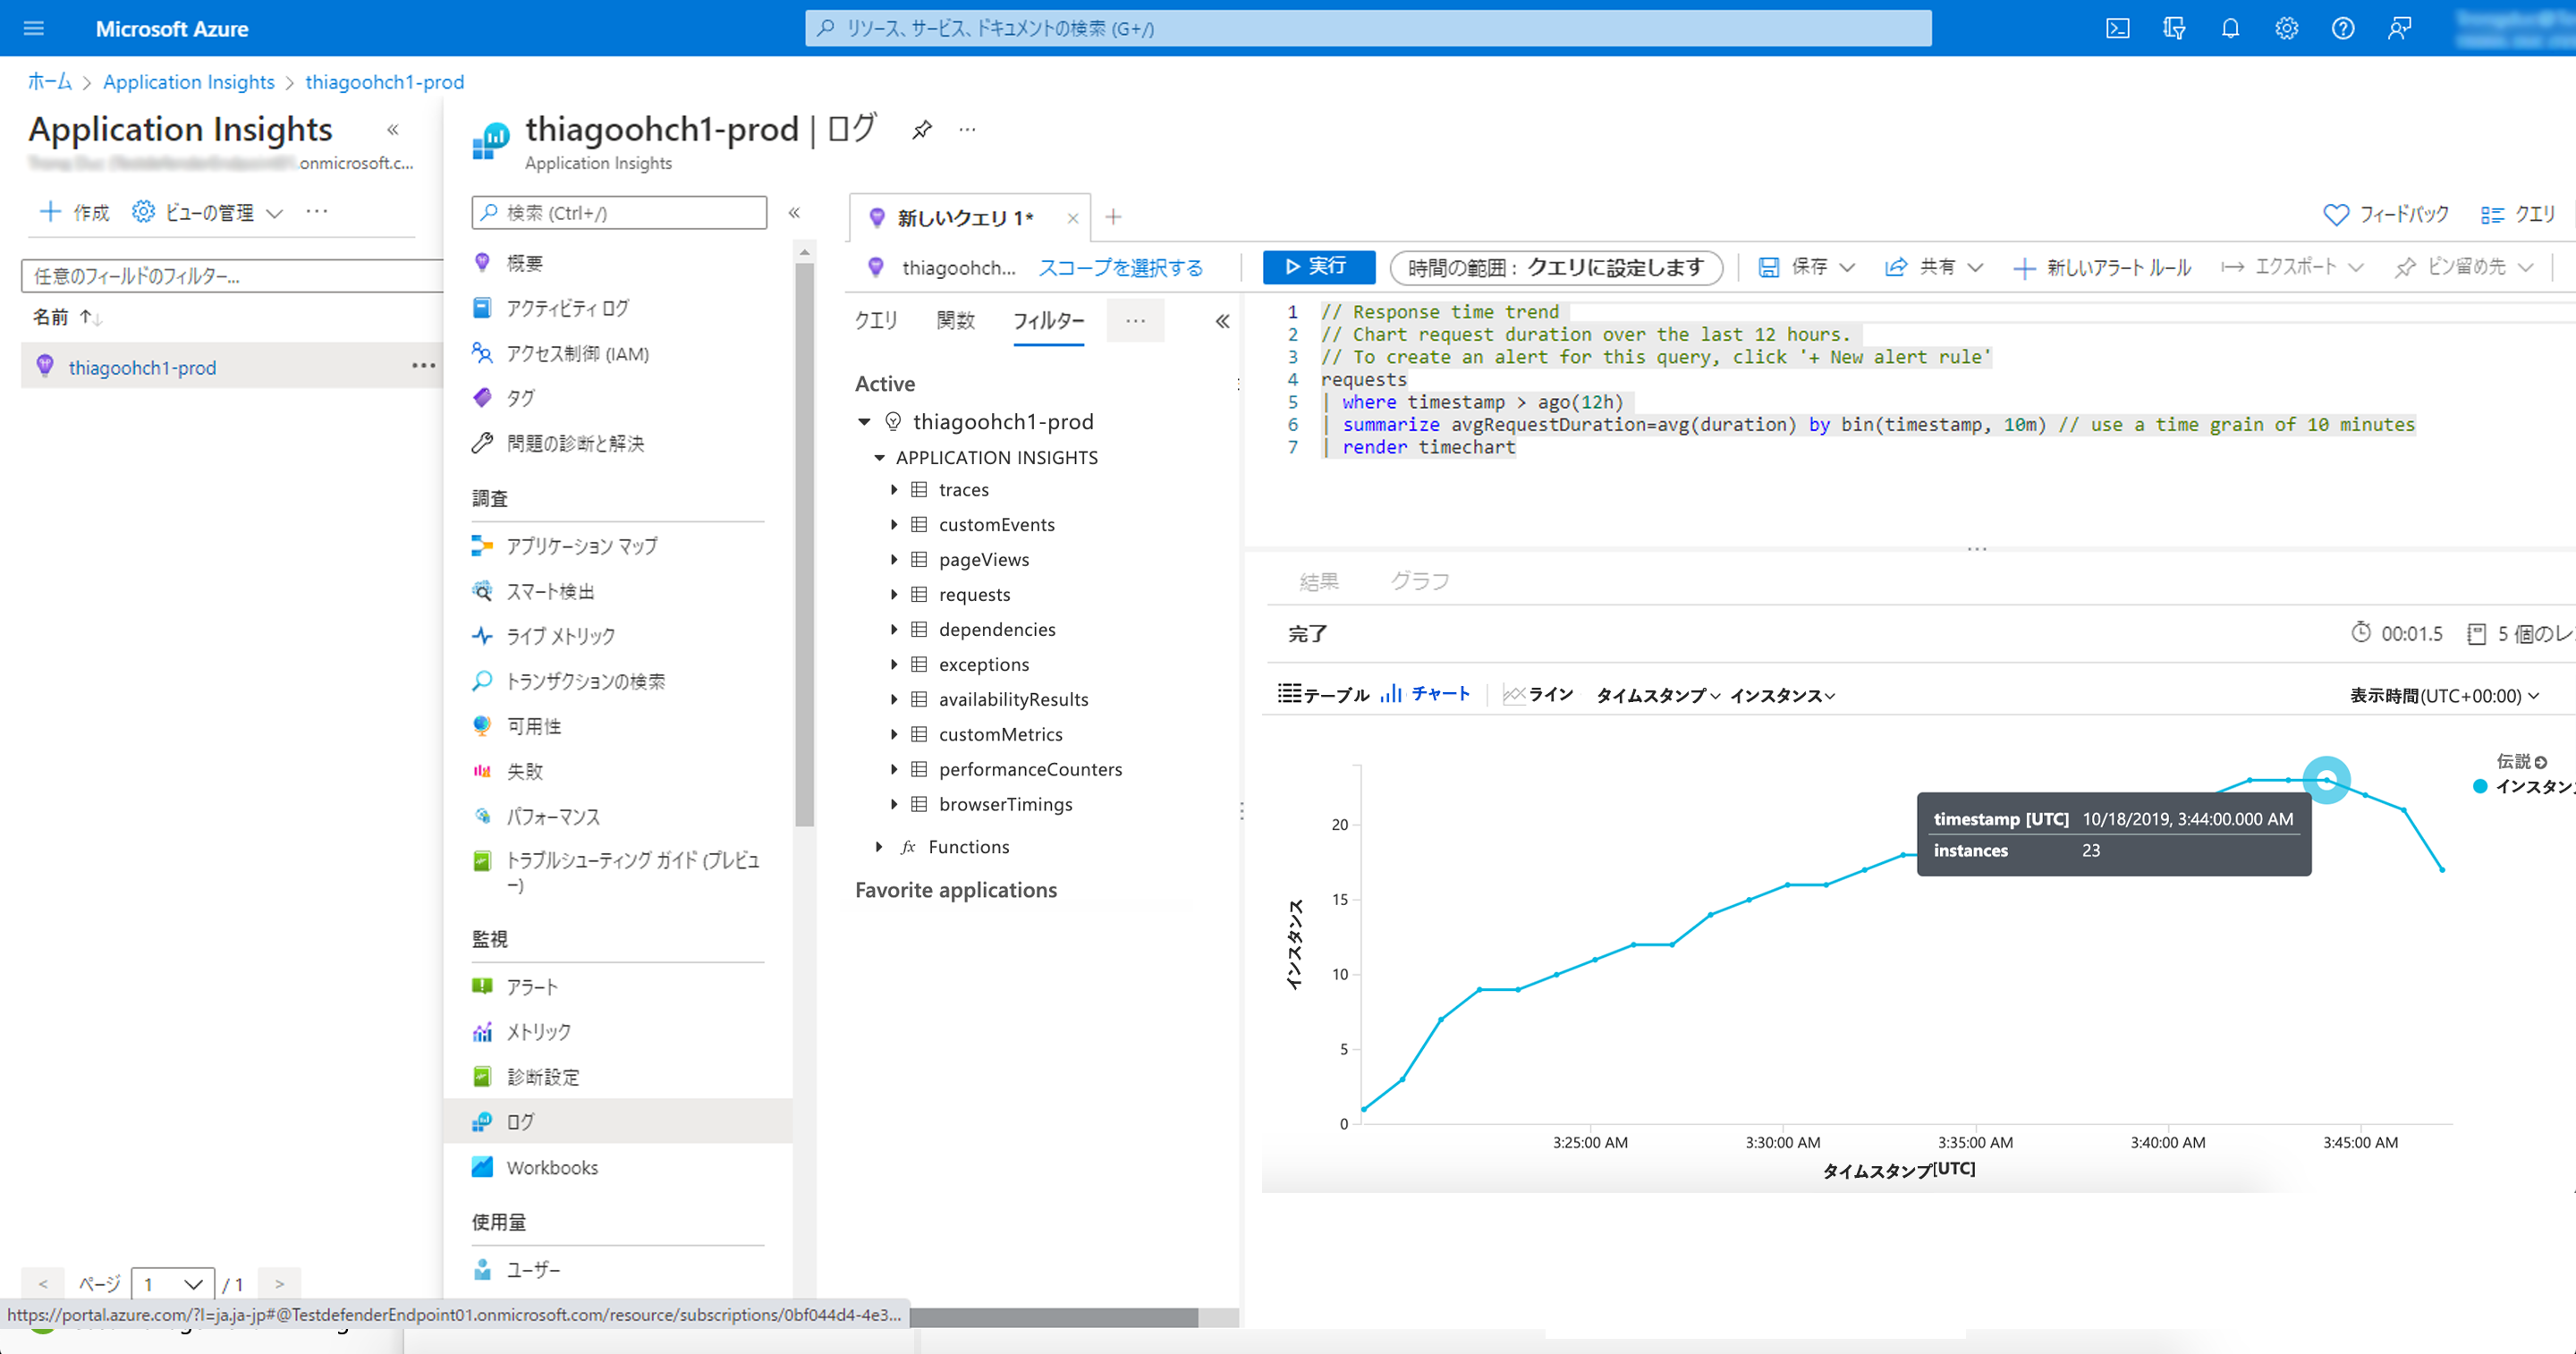 Microsoft Azure
リソース、サービス、ドキュメントの検索 (G+/)
ホーム > Application Insights > thiagoohch1-prod
Application Insights
onmicrosoft.c...
作成
ビューの管理
任意のフィールドのフィルター...
名前
thiagoohch1-prod
< ページ 1 / 1 >
https://portal.azure.com/?l=ja.ja-jp#@TestdefenderEndpoint01.onmicrosoft.com/resource/subscriptions/0bf044d4-4e3...
thiagoohch1-prod | ログ
Application Insights
検索 (Ctrl+/)
概要
アクティビティ ログ
アクセス制御 (IAM)
タグ
問題の診断と解決
調査
アプリケーション マップ
スマート検出
ライブ メトリック
トランザクションの検索
可用性
失敗
パフォーマンス
トラブルシューティング ガイド (プレビュ
ー)
監視
アラート
メトリック
診断設定
ログ
Workbooks
使用量
ユーザー
新しいクエリ 1*
フィードバック
クエリ
thiagoohch...
スコープを選択する
実行
時間の範囲 : クエリに設定します
保存
共有
新しいアラート ルール
エクスポート
ピン留め先
クエリ
関数
フィルター
Active
thiagoohch1-prod
APPLICATION INSIGHTS
traces
customEvents
pageViews
requests
dependencies
exceptions
availabilityResults
customMetrics
performanceCounters
browserTimings
fx Functions
Favorite applications
1 // Response time trend
2 // Chart request duration over the last 12 hours.
3 // To create an alert for this query, click '+ New alert rule'
4 requests
5 | where timestamp > ago(12h)
6 | summarize avgRequestDuration=avg(duration) by bin(timestamp, 10m) // use a time grain of 10 minutes
7 | render timechart
結果
グラフ
完了
00:01.5
5 個のレ
テーブル
チャート
ライン
タイムスタンプ
インスタンス
表示時間(UTC+00:00)
伝説
インスタン
timestamp [UTC] 10/18/2019, 3:44:00.000 AM
instances 23
インスタンス
20
15
10
5
0
3:25:00 AM
3:30:00 AM
3:35:00 AM
3:40:00 AM
3:45:00 AM
タイムスタンプ[UTC]